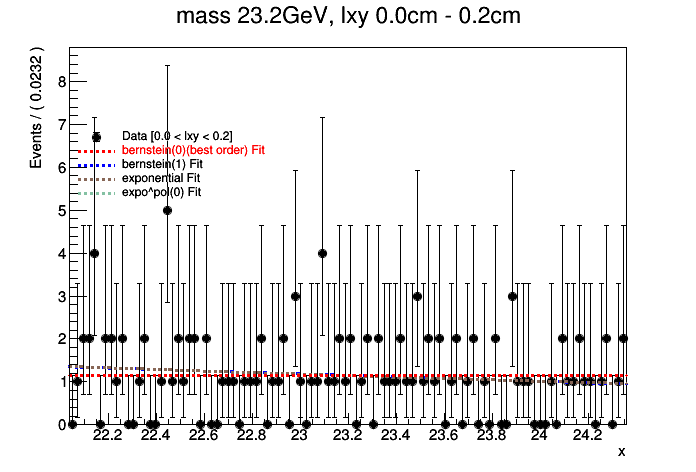 mass 23.2GeV, lxy 0.0cm - 0.2cm
Events / ( 0.0232 )
8
7
Data [0.0 < lxy < 0.2]
bernstein(0)(best order) Fit
bernstein(1) Fit
6
exponential Fit
expo^pol(0) Fit
5
4
3
2
1
0
22.2 22.4 22.6 22.8 23 23.2 23.4 23.6 23.8 24 24.2
x